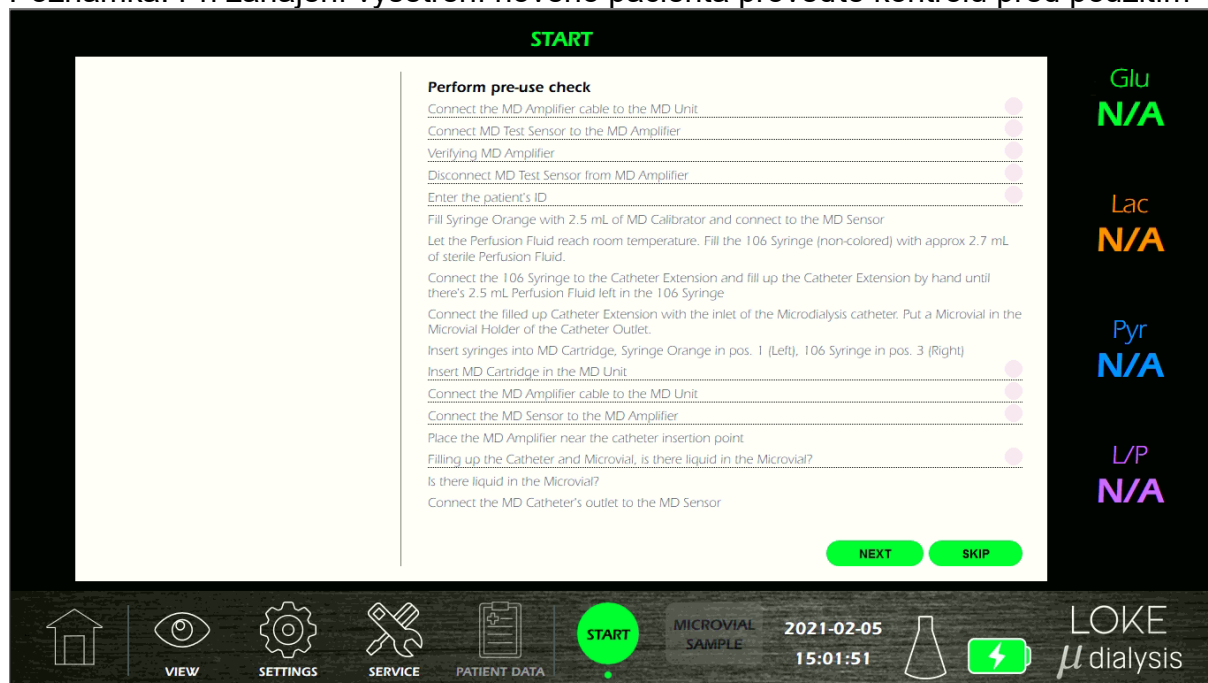 START
Perform pre-use check
Connect the MD Amplifier cable to the MD Unit
Connect MD Test Sensor to the MD Amplifier
Verifying MD Amplifier
Disconnect MD Test Sensor from MD Amplifier
Enter the patient's ID
Fill Syringe Orange with 2.5 mL of MD Calibrator and connect to the MD Sensor
Let the Perfusion Fluid reach room temperature. Fill the 106 Syringe (non-colored) with approx 2.7 mL
of sterile Perfusion Fluid.
Connect the 106 Syringe to the Catheter Extension and fill up the Catheter Extension by hand until
there's 2.5 mL Perfusion Fluid left in the 106 Syringe
Connect the filled up Catheter Extension with the inlet of the Microdialysis catheter. Put a Microvial in the
Microvial Holder of the Catheter Outlet.
Insert syringes into MD Cartridge, Syringe Orange in pos. 1 (Left), 106 Syringe in pos. 3 (Right)
Insert MD Cartridge in the MD Unit
Connect the MD Amplifier cable to the MD Unit
Connect the MD Sensor to the MD Amplifier
Place the MD Amplifier near the catheter insertion point
Filling up the Catheter and Microvial, is there liquid in the Microvial?
Is there liquid in the Microvial?
Connect the MD Catheter's outlet to the MD Sensor
NEXT
SKIP
Glu
N/A
Lac
N/A
Pyr
N/A
L/P
N/A
VIEW
SETTINGS
SERVICE
PATIENT DATA
START
MICROVIAL
SAMPLE
2021-02-05
15:01:51
LOKE
μ dialysis